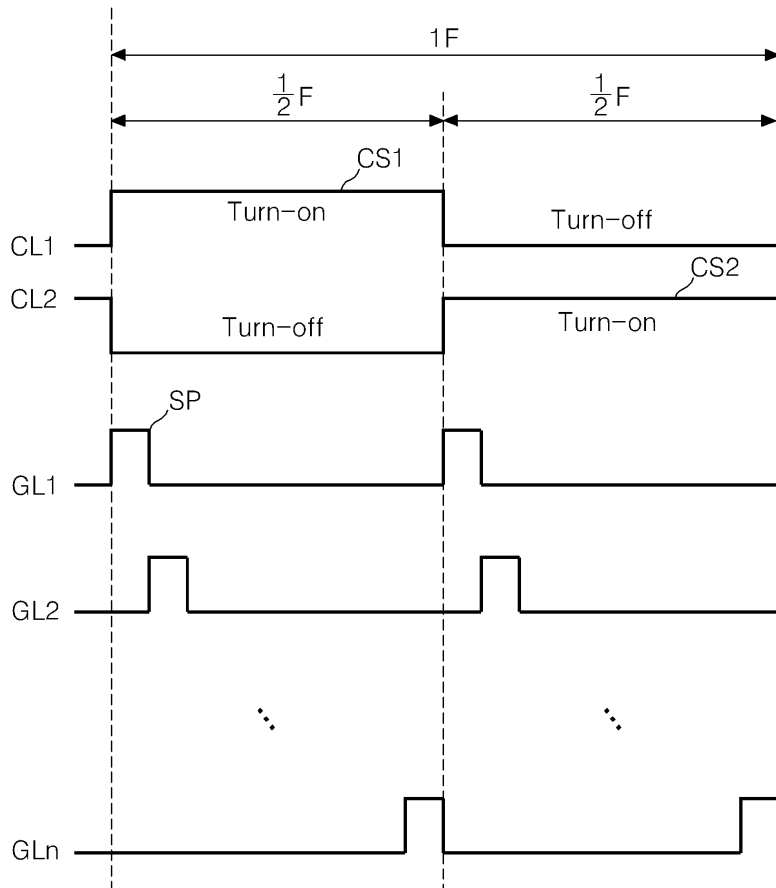 1F
1/2 F 1/2 F
CS1
Turn-on Turn-off
CL1
CL2 CS2
Turn-off Turn-on
SP
GL1
GL2
GLn